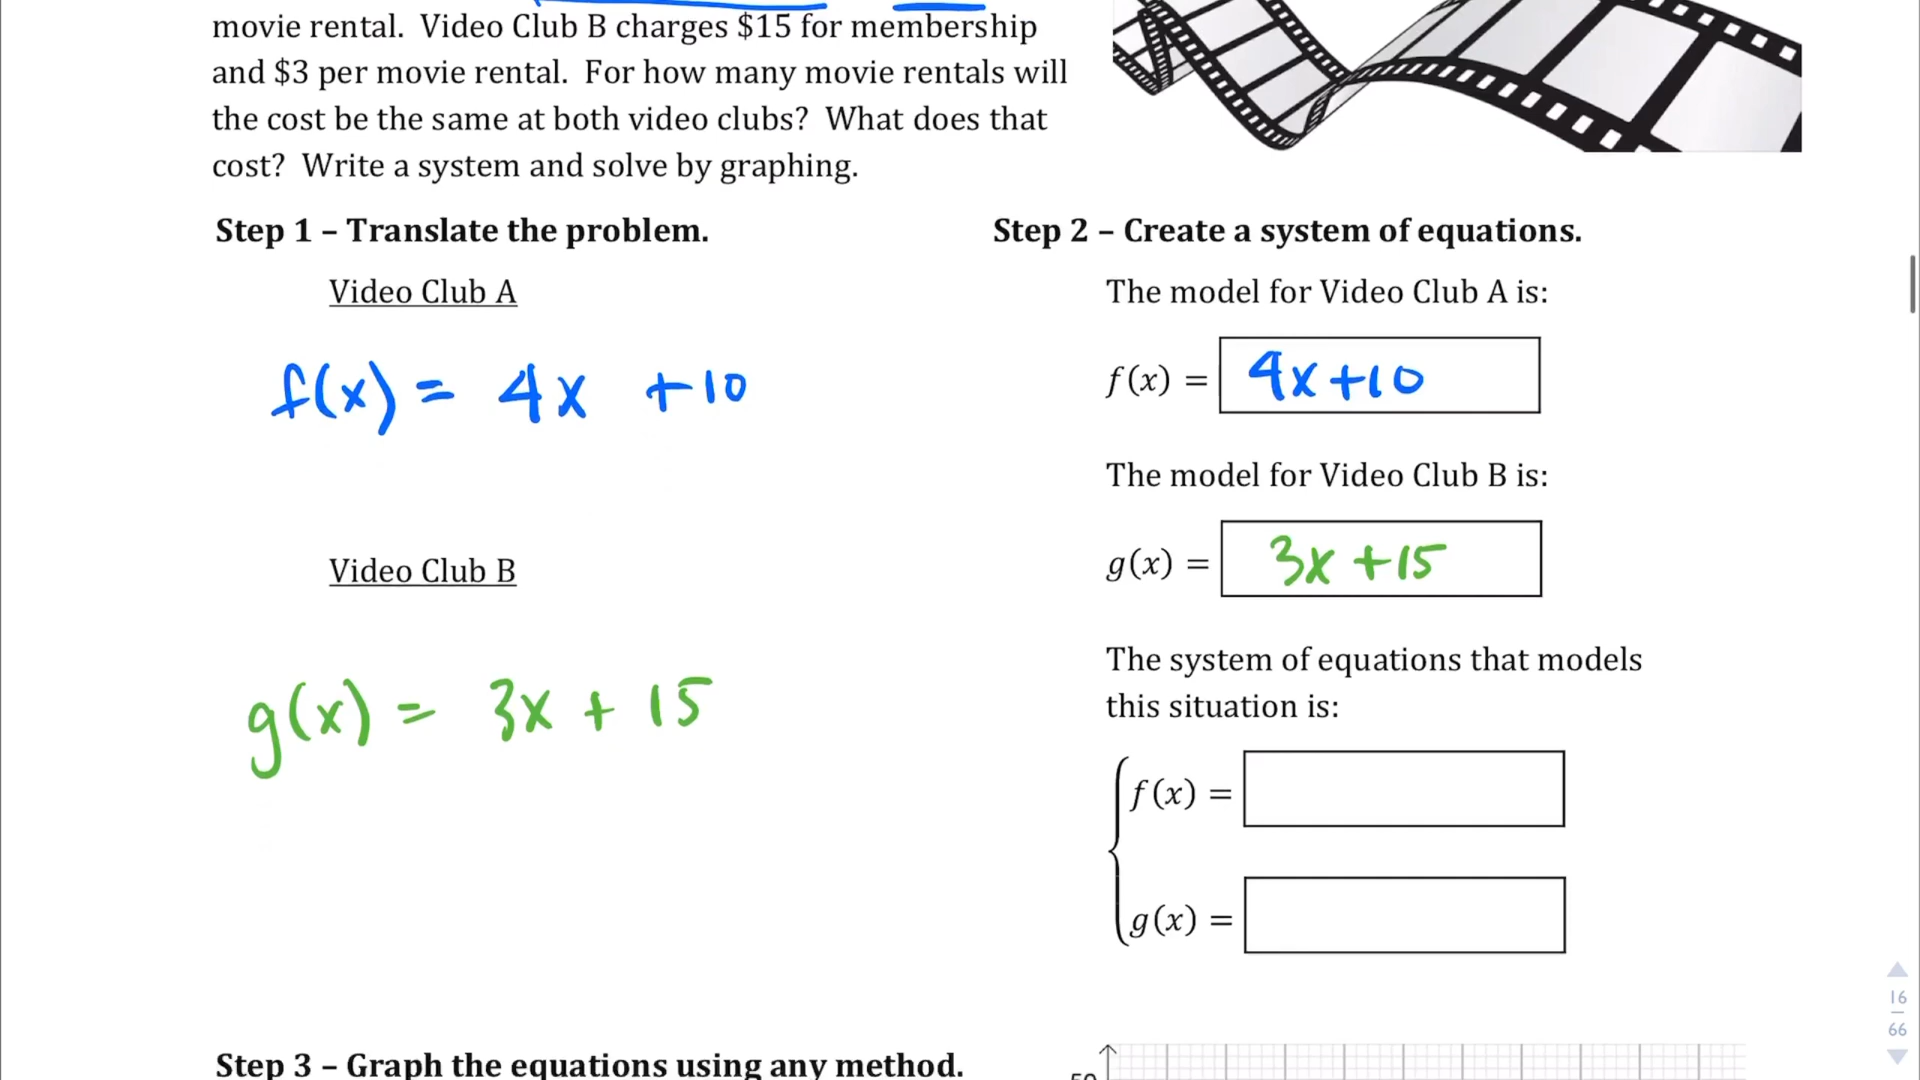 movie rental. Video Club B charges $15 for membership
and $3 per movie rental. For how many movie rentals will
the cost be the same at both video clubs? What does that
cost? Write a system and solve by graphing.
Step 1 – Translate the problem.
Video Club A
f(x) = 4x +10
Video Club B
g(x) = 3x + 15
Step 2 – Create a system of equations.
The model for Video Club A is:
f(x) = 4x+10
The model for Video Club B is:
g(x) = 3x +15
The system of equations that models
this situation is:
f(x) =
g(x) =
Step 3 – Graph the equations using any method.
16
66